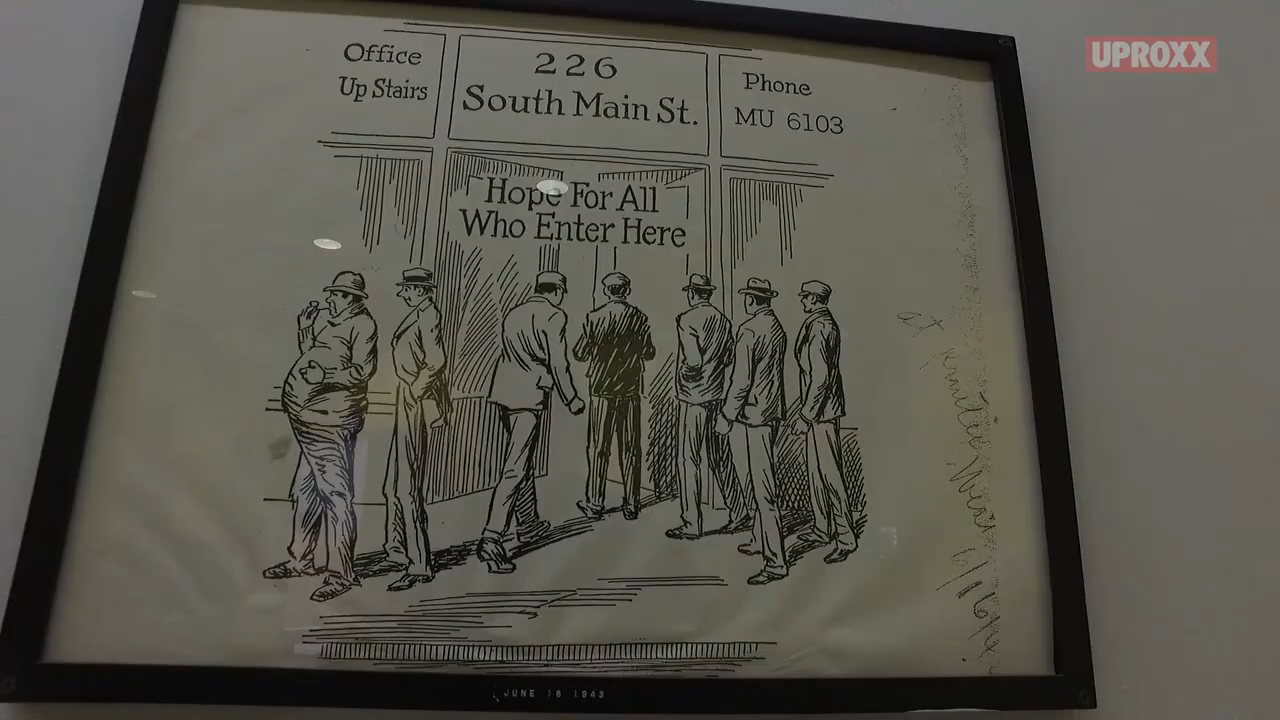 UPROXX
Office
Up Stairs
226
South Main St.
Phone
MU 6103
Hope For All
Who Enter Here
JUNE 16 1943